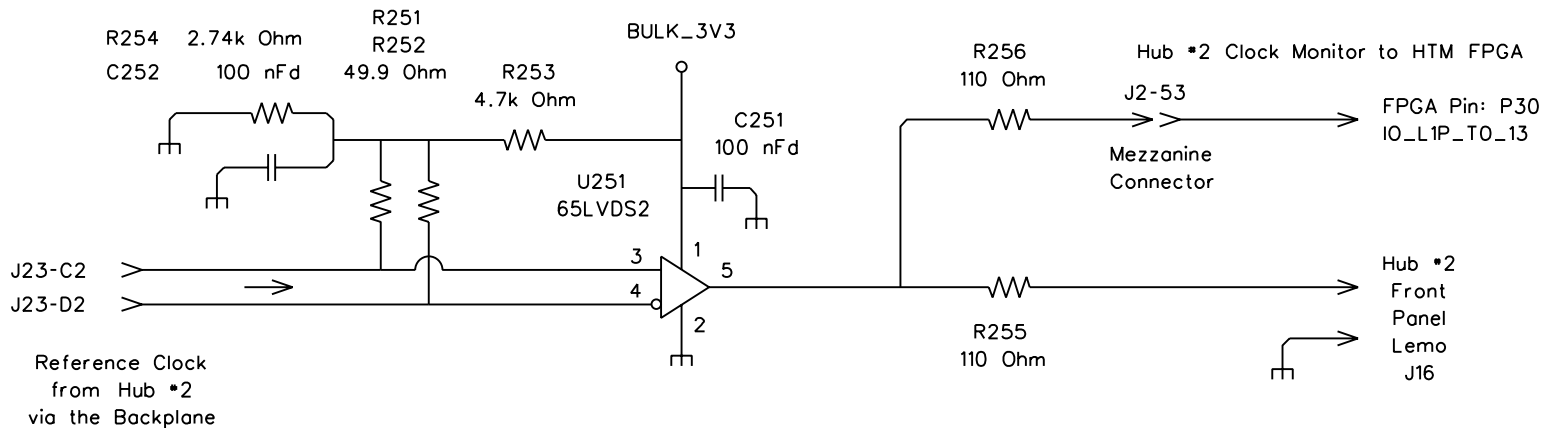 R254 2.74k Ohm
C252 100 nFd
R251
R252
49.9 Ohm
R253
4.7k Ohm
BULK_3V3
C251
100 nFd
U251
65LVDS2
1
3
4
5
2
J23-C2
J23-D2
Reference Clock
from Hub #2
via the Backplane
R256
110 Ohm
Hub #2 Clock Monitor to HTM FPGA
J2-53
Mezzanine
Connector
FPGA Pin: P30
IO_L1P_T0_13
R255
110 Ohm
Hub #2
Front
Panel
Lemo
J16